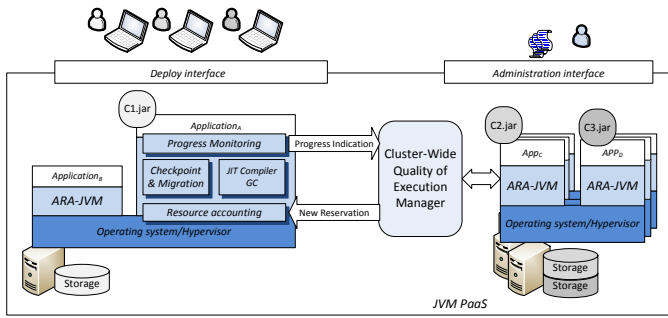 Deploy interface
Administration interface
C1.jar
Application_A
Progress Monitoring
Progress Indication
Checkpoint
& Migration
JIT Compiler
GC
Resource accounting
New Reservation
Application_B
ARA-JVM
Operating system/Hypervisor
Storage
Cluster-Wide
Quality of
Execution
Manager
C2.jar
C3.jar
App_C
APP_D
ARA-JVM
ARA-JVM
Operating system/Hypervisor
Storage
Storage
JVM PaaS